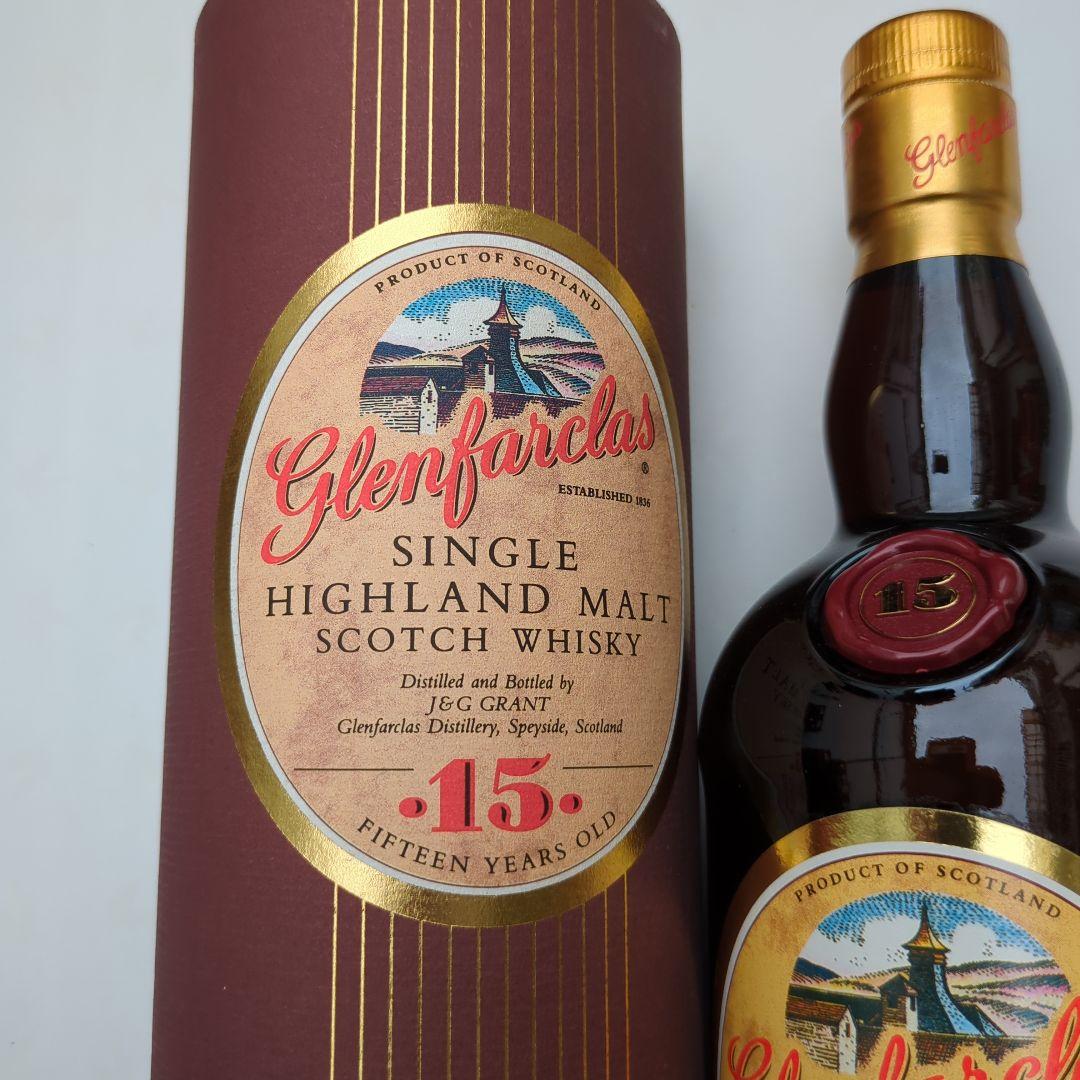 PRODUCT OF SCOTLAND
Glenfarclas®
ESTABLISHED 1836
SINGLE
HIGHLAND MALT
SCOTCH WHISKY
Distilled and Bottled by
J&G GRANT
Glenfarclas Distillery, Speyside, Scotland
·15·
FIFTEEN YEARS OLD
Glenfarclas
15
PRODUCT OF SCOTLAND
Glenfarcl